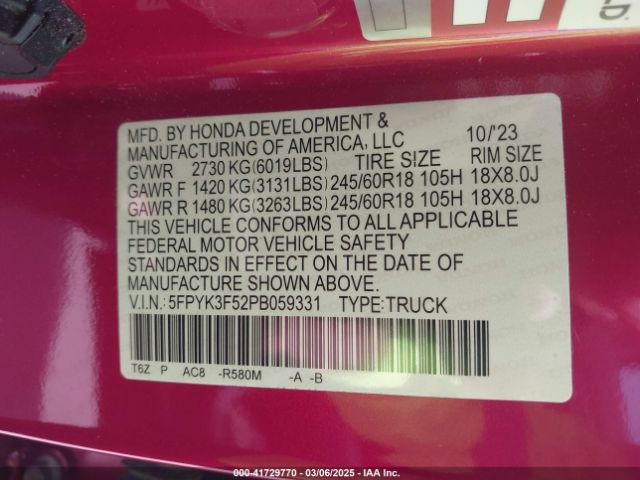 MFD. BY HONDA DEVELOPMENT &
MANUFACTURING OF AMERICA, LLC 10/'23
GVWR 2730 KG(6019LBS) TIRE SIZE RIM SIZE
GAWR F 1420 KG(3131LBS) 245/60R18 105H 18X8.0J
GAWR R 1480 KG(3263LBS) 245/60R18 105H 18X8.0J
THIS VEHICLE CONFORMS TO ALL APPLICABLE
FEDERAL MOTOR VEHICLE SAFETY
STANDARDS IN EFFECT ON THE DATE OF
MANUFACTURE SHOWN ABOVE.
V.I.N.:5FPYK3F52PB059331 TYPE:TRUCK
T6Z P AC8 -R580M -A -B
000-41729770 - 03/06/2025 - IAA Inc.